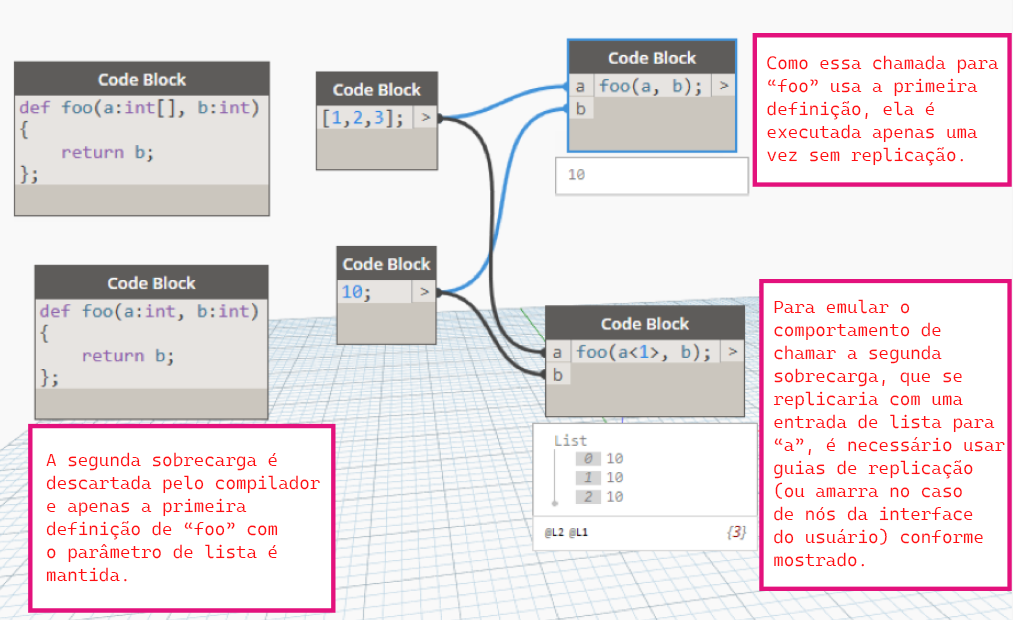 Code Block
def foo(a:int[], b:int)
{
return b;
};
Code Block
[1,2,3]; >
Code Block
a foo(a, b); >
b
10
Como essa chamada para
“foo” usa a primeira
definição, ela é
executada apenas uma
vez sem replicação.
Code Block
def foo(a:int, b:int)
{
return b;
};
Code Block
10; >
Code Block
a foo(a<1>, b); >
b
List
0 10
1 10
2 10
@L2 @L1 {3}
A segunda sobrecarga é
descartada pelo compilador
e apenas a primeira
definição de “foo” com
o parâmetro de lista é
mantida.
Para emular o
comportamento de
chamar a segunda
sobrecarga, que se
replicaria com uma
entrada de lista para
“a”, é necessário usar
guias de replicação
(ou amarra no caso
de nós da interface
do usuário) conforme
mostrado.